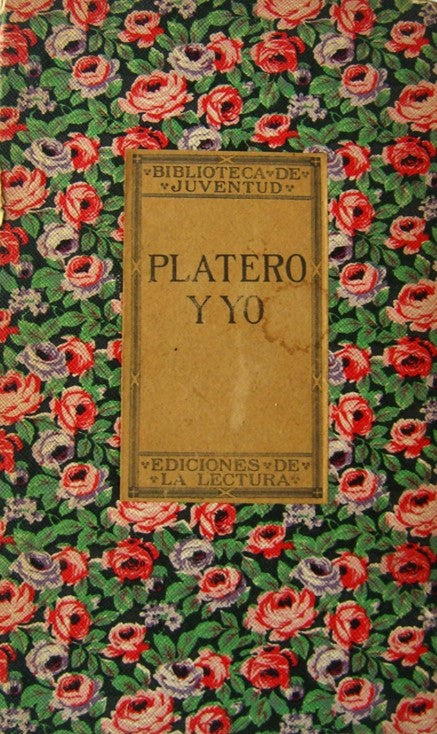 BIBLIOTECA DE
JUVENTUD
PLATERO
Y YO
EDICIONES DE
LA LECTURA